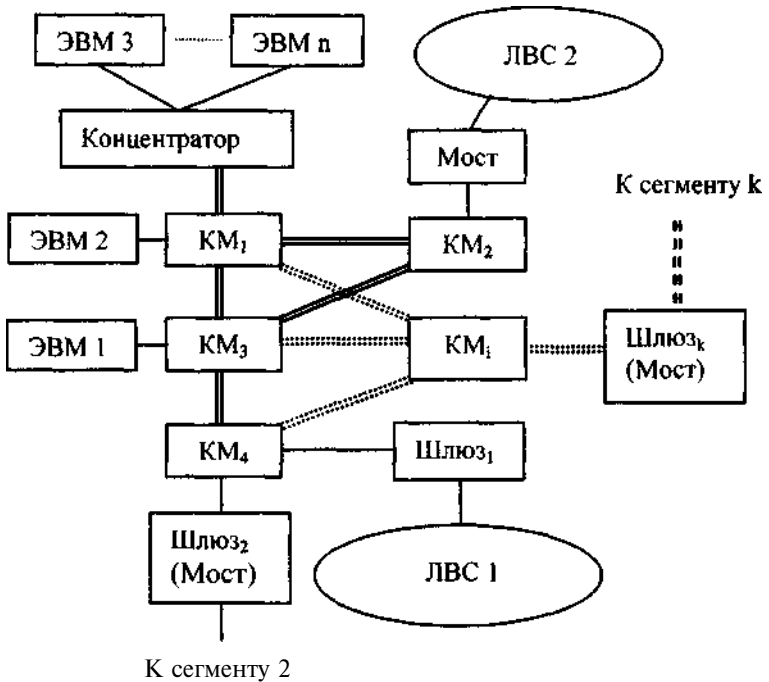 ЭВМ 3
ЭВМ n
ЛВС 2
Концентратор
Мост
К сегменту k
ЭВМ 2
КМ₁
КМ₂
ЭВМ 1
КМ₃
КМᵢ
Шлюзₖ
(Мост)
КМ₄
Шлюз₁
Шлюз₂
(Мост)
ЛВС 1
К сегменту 2